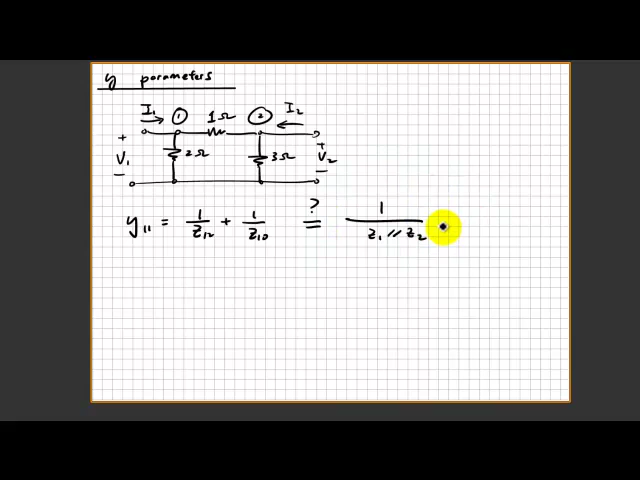 y parameters
I₁ ① 1Ω ② I₂
+ +
V₁ 2Ω 3Ω V₂
− −
y₁₁ = 1/z₁₂ + 1/z₁₀ ?= 1/(z₁ // z₂)